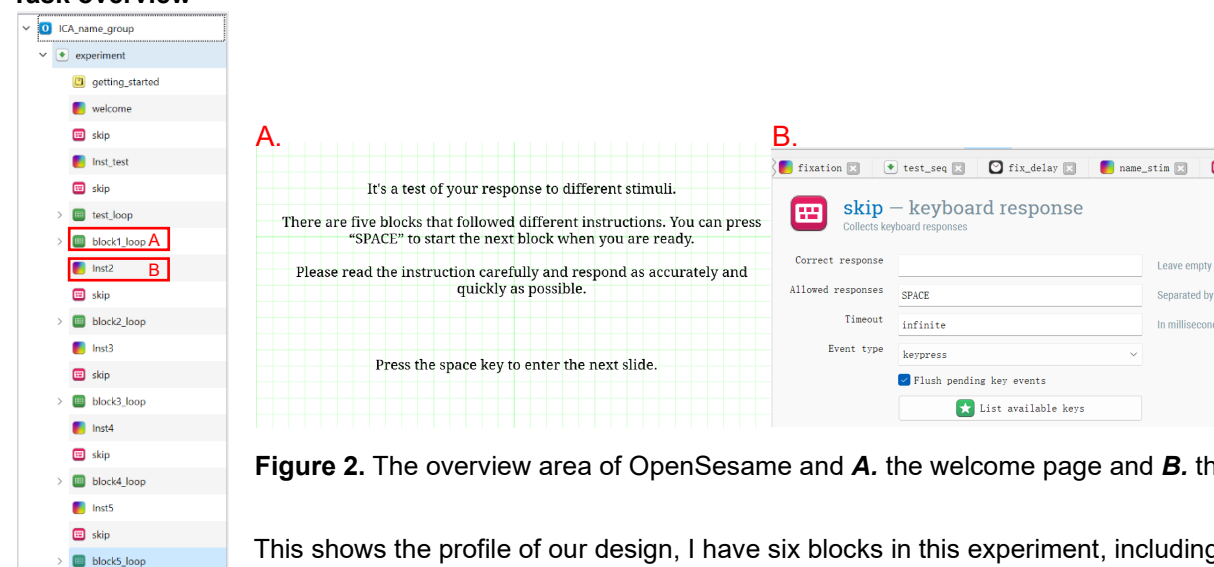 Task overview
ICA_name_group
experiment
getting_started
welcome
skip
Inst_test
skip
test_loop
block1_loop A
Inst2 B
skip
block2_loop
Inst3
skip
block3_loop
Inst4
skip
block4_loop
Inst5
skip
block5_loop
A.
It's a test of your response to different stimuli.
There are five blocks that followed different instructions. You can press
“SPACE” to start the next block when you are ready.
Please read the instruction carefully and respond as accurately and
quickly as possible.
Press the space key to enter the next slide.
B.
fixation test_seq fix_delay name_stim
skip — keyboard response
Collects keyboard responses
Correct response Leave empty
Allowed responses SPACE Separated by
Timeout infinite In millisecond
Event type keypress
Flush pending key events
List available keys
Figure 2. The overview area of OpenSesame and A. the welcome page and B. th
This shows the profile of our design, I have six blocks in this experiment, including